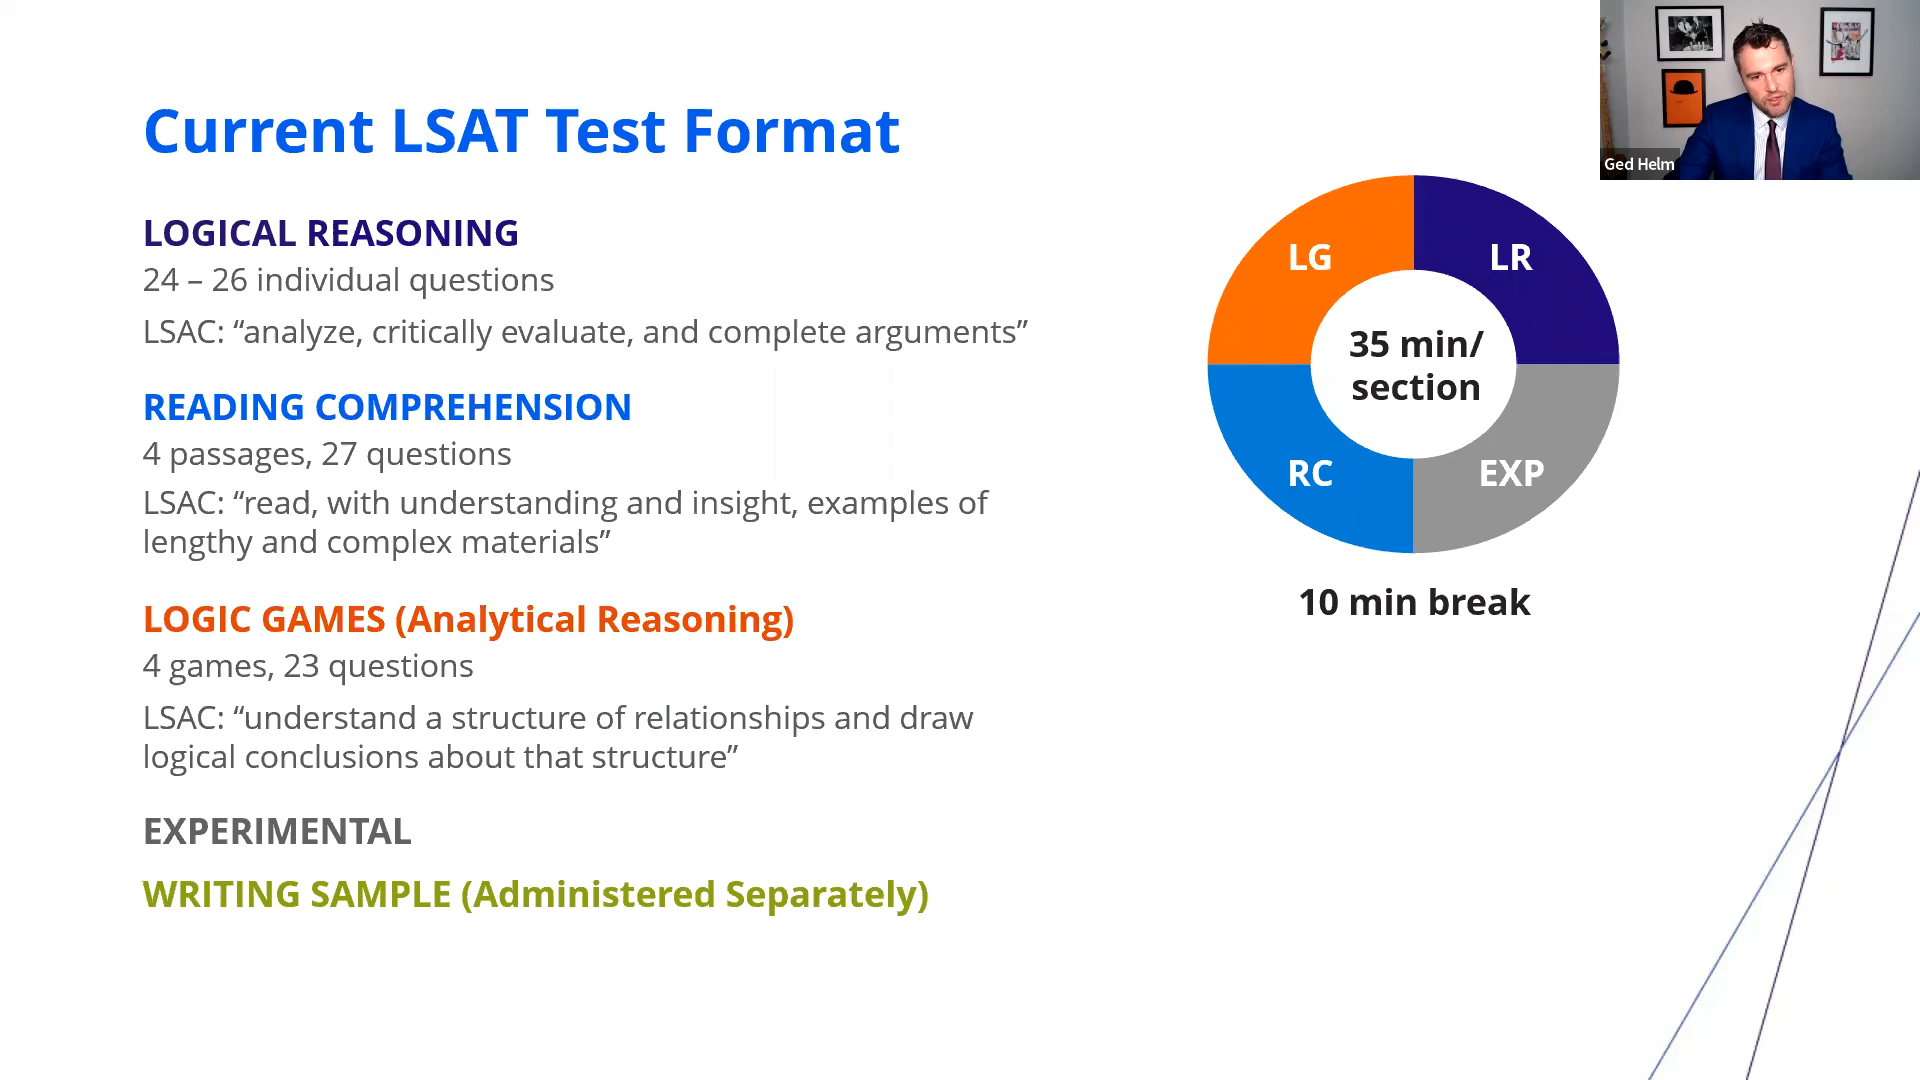 Current LSAT Test Format
LOGICAL REASONING
24 – 26 individual questions
LSAC: “analyze, critically evaluate, and complete arguments”
READING COMPREHENSION
4 passages, 27 questions
LSAC: “read, with understanding and insight, examples of
lengthy and complex materials”
LOGIC GAMES (Analytical Reasoning)
4 games, 23 questions
LSAC: “understand a structure of relationships and draw
logical conclusions about that structure”
EXPERIMENTAL
WRITING SAMPLE (Administered Separately)
LG
LR
35 min/
section
RC
EXP
10 min break
Ged Helm